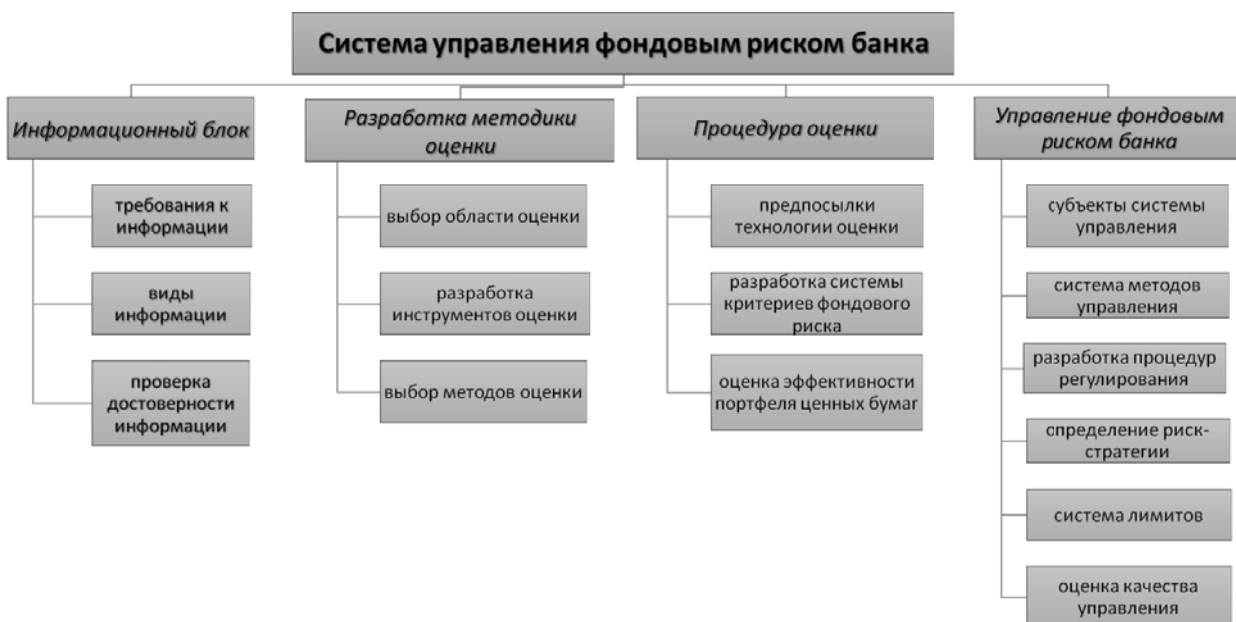 Система управления фондовым риском банка
Информационный блок
требования к
информации
виды
информации
проверка
достоверности
информации
Разработка методики
оценки
выбор области оценки
разработка
инструментов оценки
выбор методов оценки
Процедура оценки
предпосылки
технологии оценки
разработка системы
критериев фондового
риска
оценка эффективности
портфеля ценных бумаг
Управление фондовым
риском банка
субъекты системы
управления
система методов
управления
разработка процедур
регулирования
определение риск-
стратегии
система лимитов
оценка качества
управления